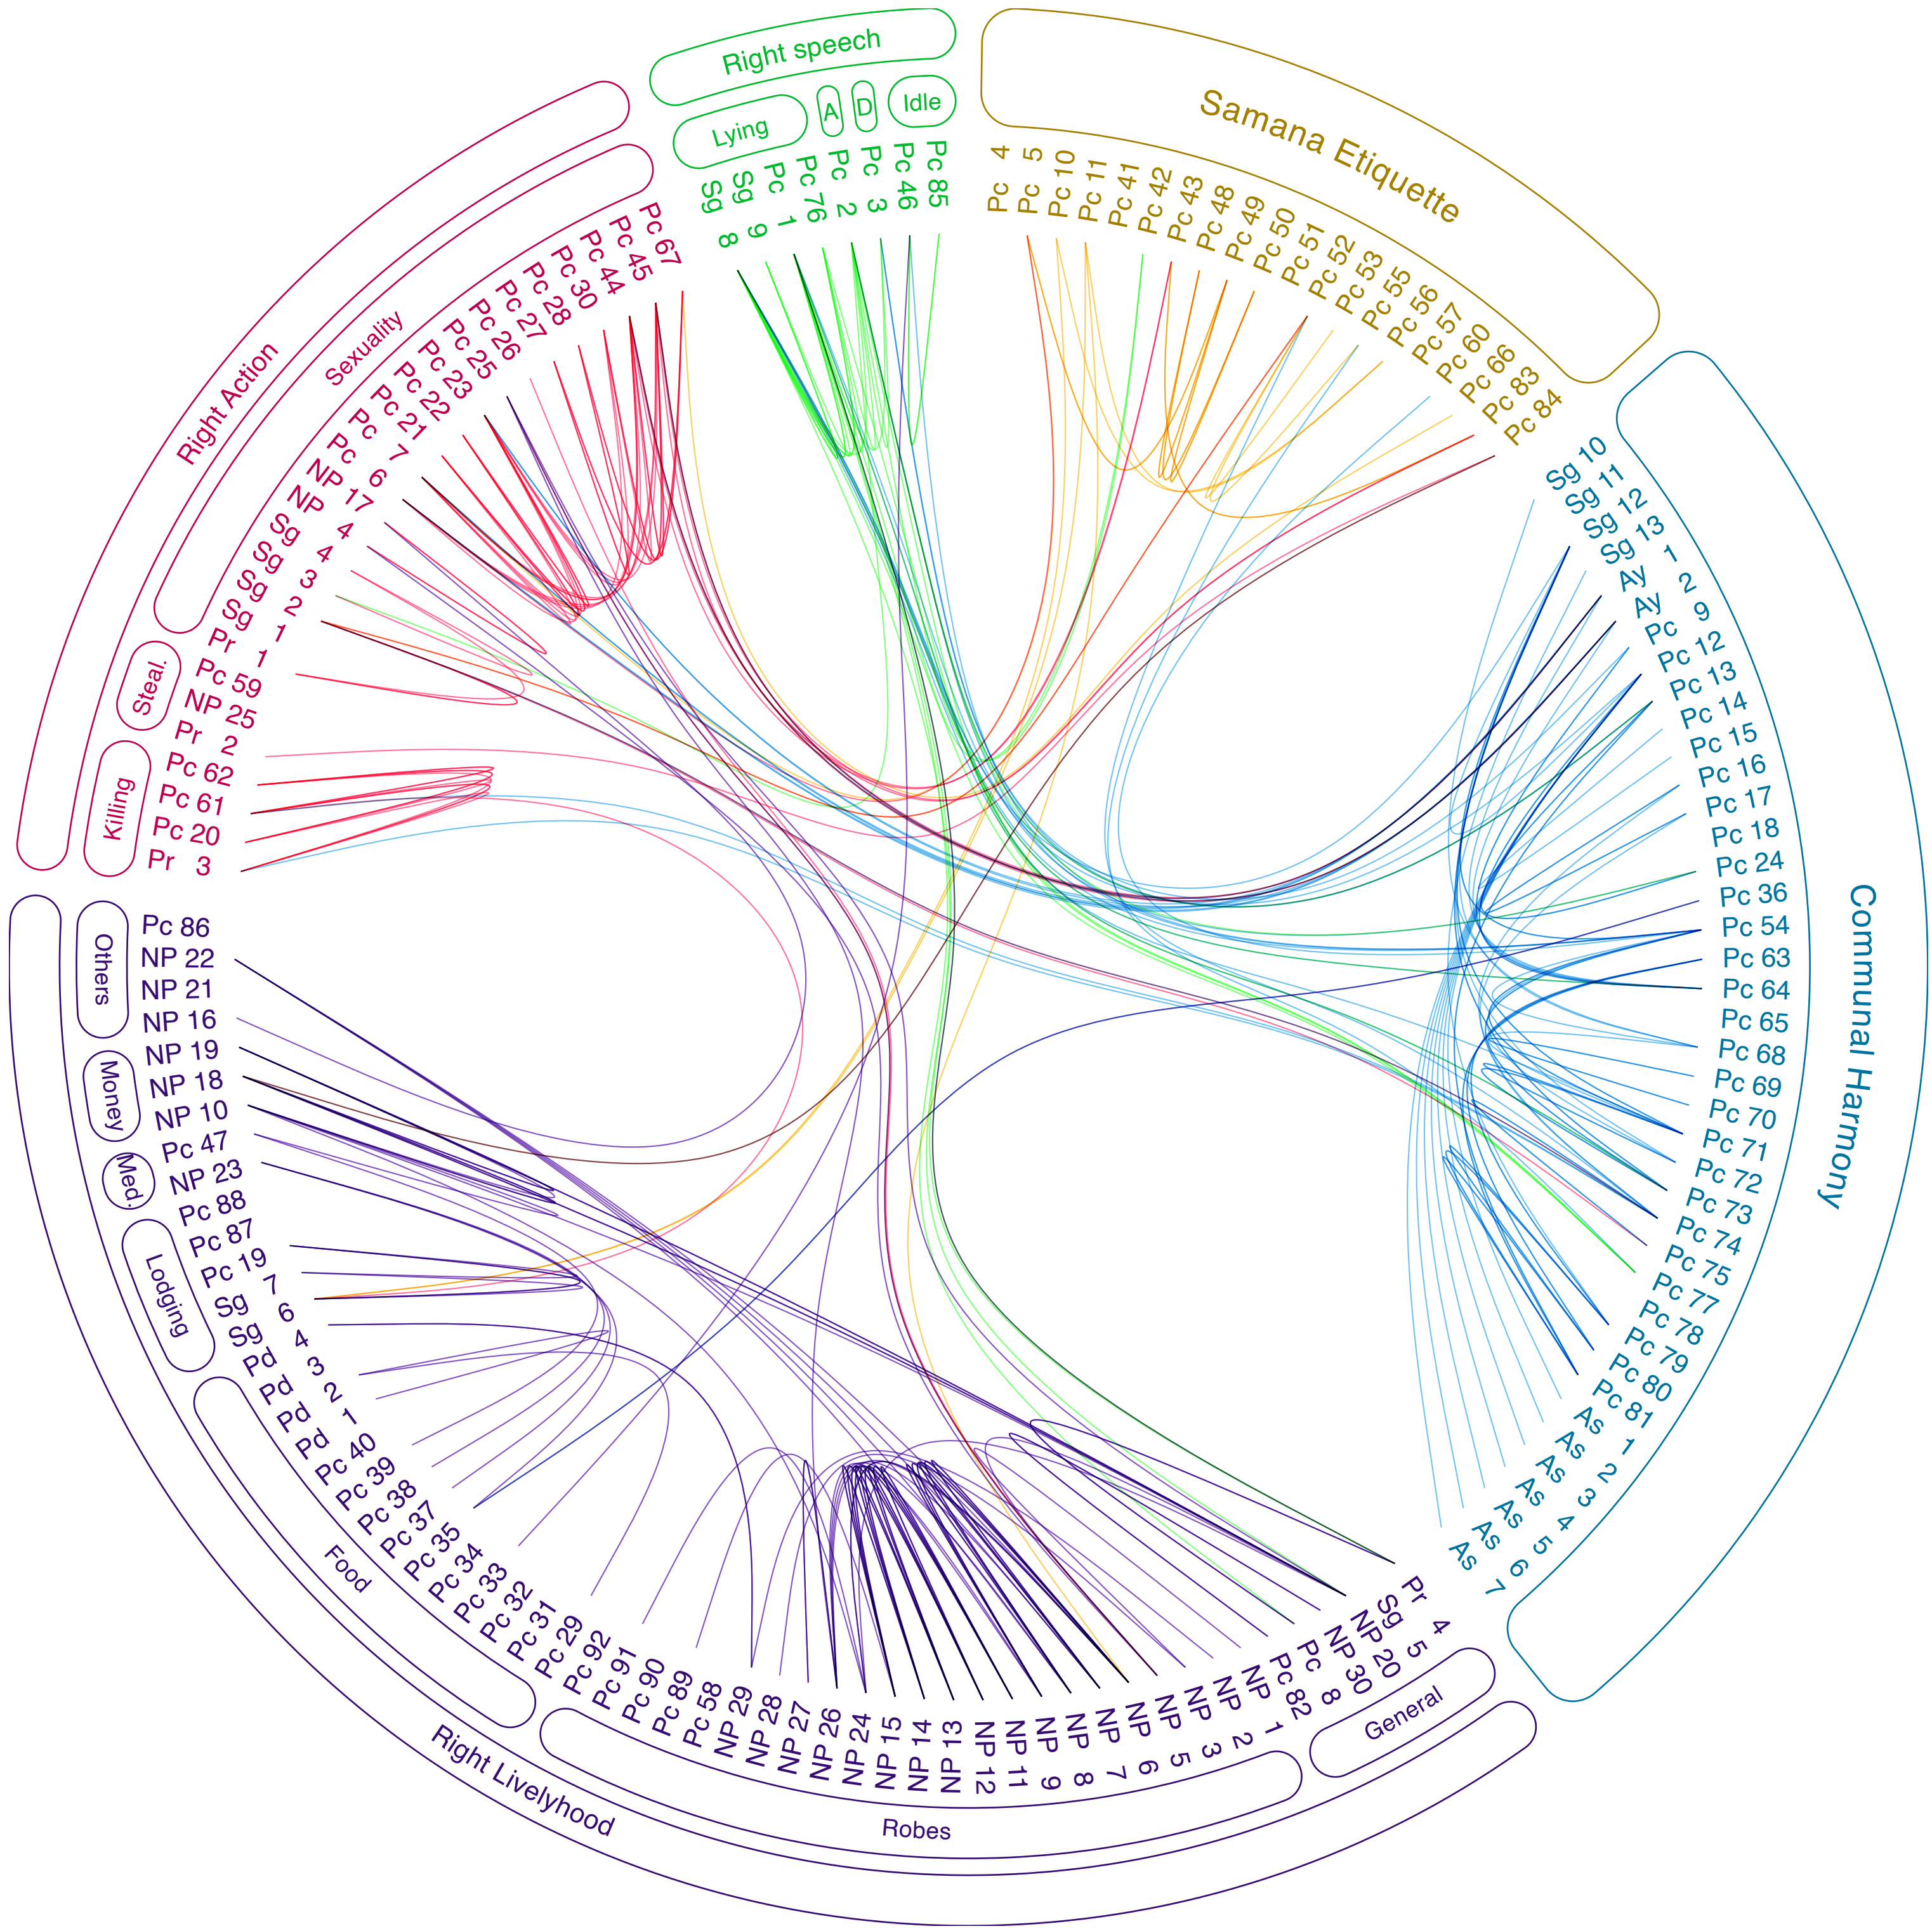 Right speech
Lying
A
D
Idle
Sg 8
Sg 9
Pc 1
Pc 76
Pc 2
Pc 3
Pc 46
Pc 85
Samana Etiquette
Pc 4
Pc 5
Pc 10
Pc 11
Pc 41
Pc 42
Pc 43
Pc 48
Pc 49
Pc 50
Pc 51
Pc 52
Pc 53
Pc 55
Pc 56
Pc 57
Pc 60
Pc 66
Pc 83
Pc 84
Communal Harmony
Sg 10
Sg 11
Sg 12
Sg 13
Ay 1
Ay 2
Pc 9
Pc 12
Pc 13
Pc 14
Pc 15
Pc 16
Pc 17
Pc 18
Pc 24
Pc 36
Pc 54
Pc 63
Pc 64
Pc 65
Pc 68
Pc 69
Pc 70
Pc 71
Pc 72
Pc 73
Pc 74
Pc 75
Pc 77
Pc 78
Pc 79
Pc 80
Pc 81
As 1
As 2
As 3
As 4
As 5
As 6
As 7
Right Livelyhood
General
Pr 4
Sg 5
NP 20
NP 30
Pc 8
Pc 82
Robes
NP 1
NP 2
NP 3
NP 5
NP 6
NP 7
NP 8
NP 9
NP 11
NP 12
NP 13
NP 14
NP 15
NP 24
NP 26
NP 27
NP 28
NP 29
Pc 58
Pc 89
Pc 90
Pc 91
Pc 92
Food
Pc 29
Pc 31
Pc 32
Pc 33
Pc 34
Pc 35
Pc 37
Pc 38
Pc 39
Pc 40
Pd 1
Pd 2
Pd 3
Pd 4
Lodging
Sg 6
Sg 7
Pc 19
Pc 87
Pc 88
Med.
NP 23
Pc 47
Money
NP 10
NP 18
NP 19
Others
NP 16
NP 21
NP 22
Pc 86
Right Action
Killing
Pr 3
Pc 20
Pc 61
Pc 62
Steal.
Pr 2
NP 25
Pc 59
Sexuality
Pr 1
Sg 1
Sg 2
Sg 3
Sg 4
NP 4
NP 17
Pc 6
Pc 7
Pc 21
Pc 22
Pc 23
Pc 25
Pc 26
Pc 27
Pc 28
Pc 30
Pc 44
Pc 45
Pc 67